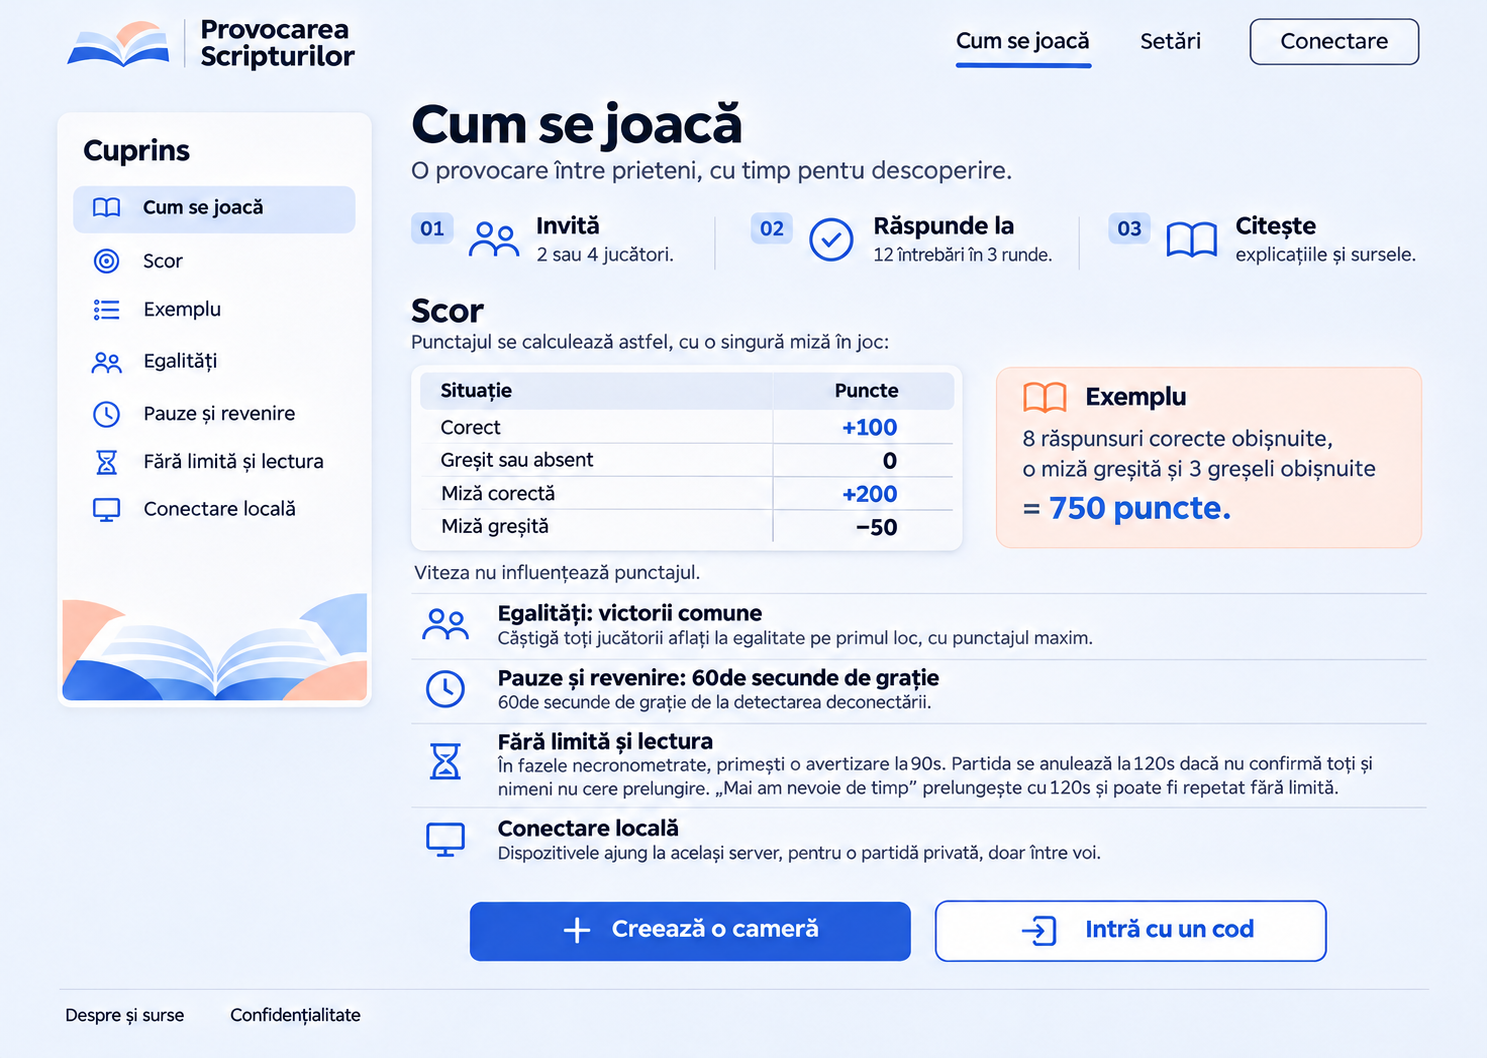 Provocarea
Scripturilor
Cum se joacă
Setări
Conectare
Cuprins
Cum se joacă
Scor
Exemplu
Egalități
Pauze și revenire
Fără limită și lectura
Conectare locală
Cum se joacă
O provocare între prieteni, cu timp pentu descoperire.
01
Invită
2 sau 4 jucători.
02
Răspunde la
12 întrebări în 3 runde.
03
Citește
explicațiile și sursele.
Scor
Punctajul se calculează astfel, cu o singură miză în joc:
Situație Puncte
Corect +100
Greșit sau absent 0
Miză corectă +200
Miză greșită −50
Exemplu
8 răspunsuri corecte obișnuite,
o miză greșită și 3 greșeli obișnuite
= 750 puncte.
Viteza nu influențează punctajul.
Egalități: victorii comune
Câștigă toți jucătorii aflați la egalitate pe primul loc, cu punctajul maxim.
Pauze și revenire: 60de secunde de grație
60de secunde de grație de la detectarea deconectării.
Fără limită și lectura
În fazele necronometrate, primești o avertizare la 90s. Partida se anulează la 120s dacă nu confirmă toți și
nimeni nu cere prelungire. „Mai am nevoie de timp” prelungește cu 120s și poate fi repetat fără limită.
Conectare locală
Dispozitivele ajung la același server, pentru o partidă privată, doar între voi.
Creează o cameră
Intră cu un cod
Despre și surse
Confidențialitate